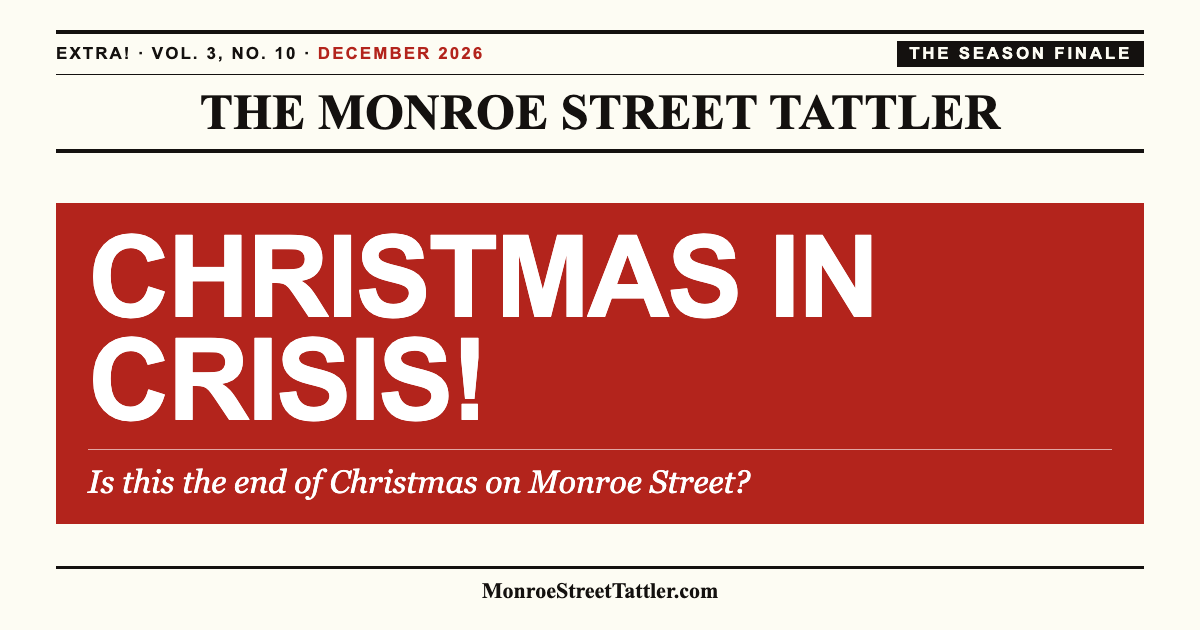 EXTRA! · VOL. 3, NO. 10 · DECEMBER 2026
THE SEASON FINALE
THE MONROE STREET TATTLER
CHRISTMAS IN
CRISIS!
Is this the end of Christmas on Monroe Street?
MonroeStreetTattler.com